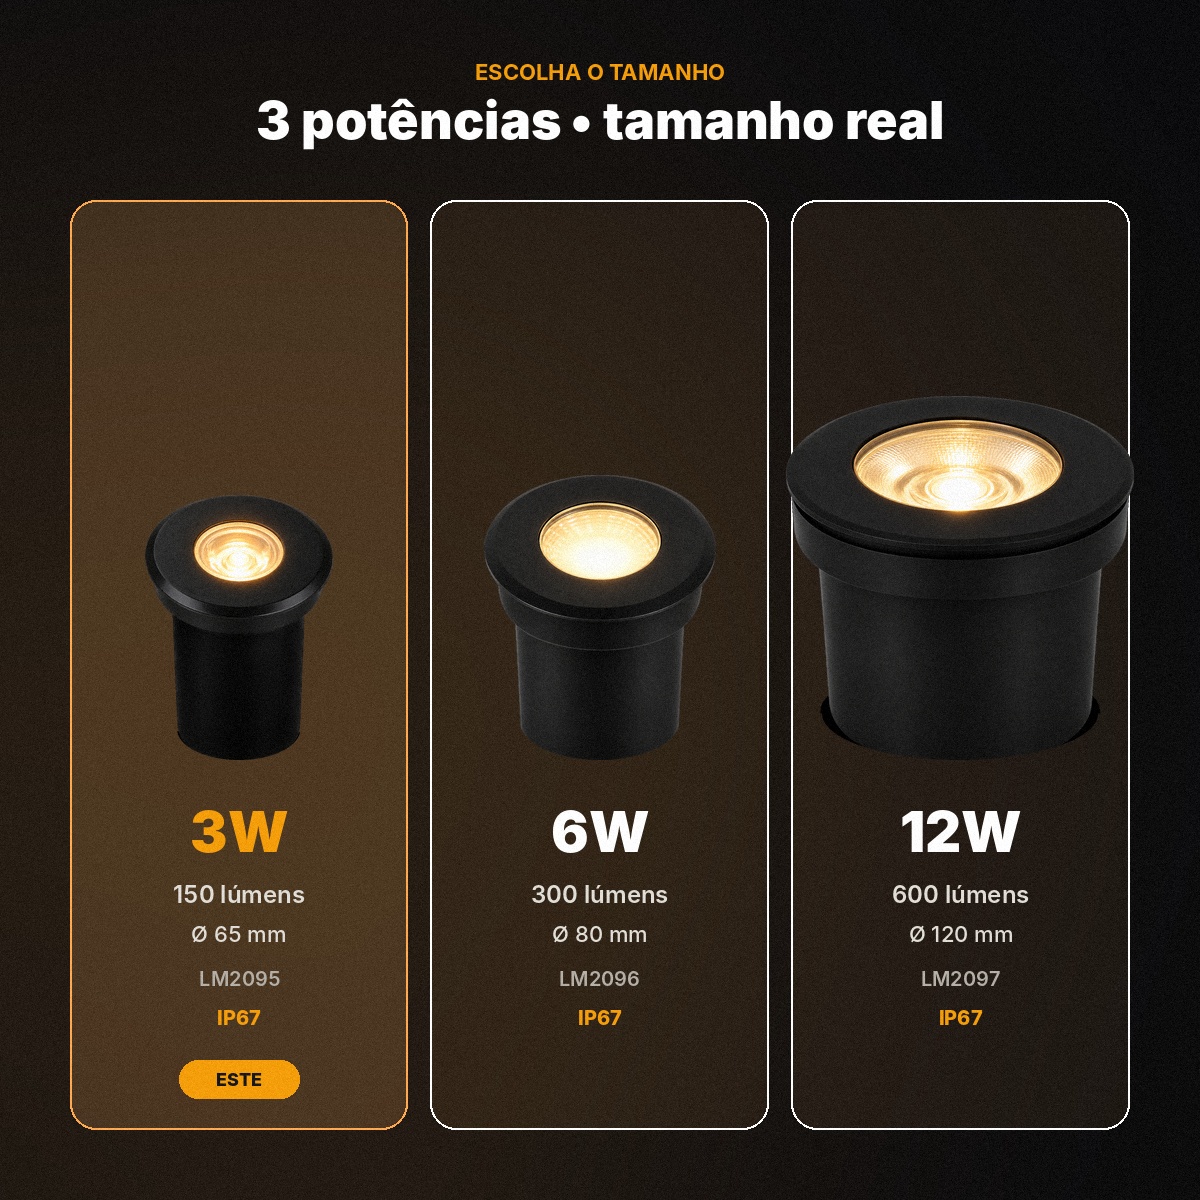 ESCOLHA O TAMANHO
3 potências • tamanho real
3W
150 lúmens
Ø 65 mm
LM2095
IP67
ESTE
6W
300 lúmens
Ø 80 mm
LM2096
IP67
12W
600 lúmens
Ø 120 mm
LM2097
IP67